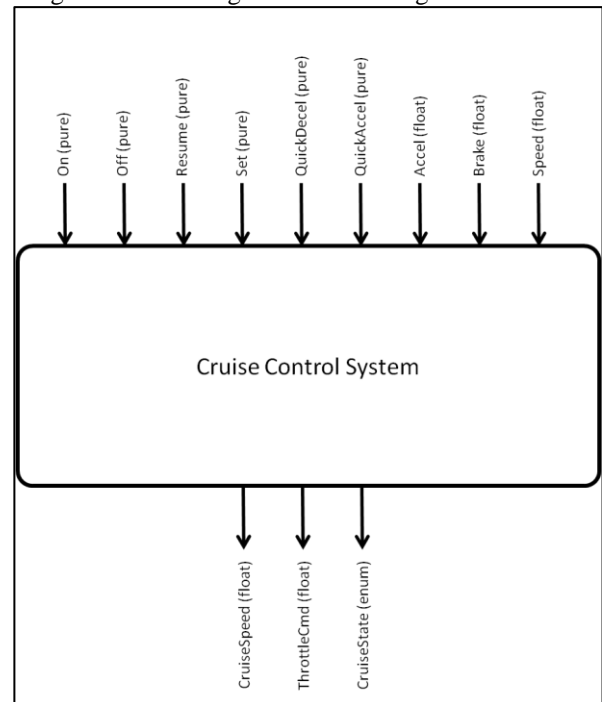 On (pure)
Off (pure)
Resume (pure)
Set (pure)
QuickDecel (pure)
QuickAccel (pure)
Accel (float)
Brake (float)
Speed (float)
Cruise Control System
CruiseSpeed (float)
ThrottleCmd (float)
CruiseState (enum)